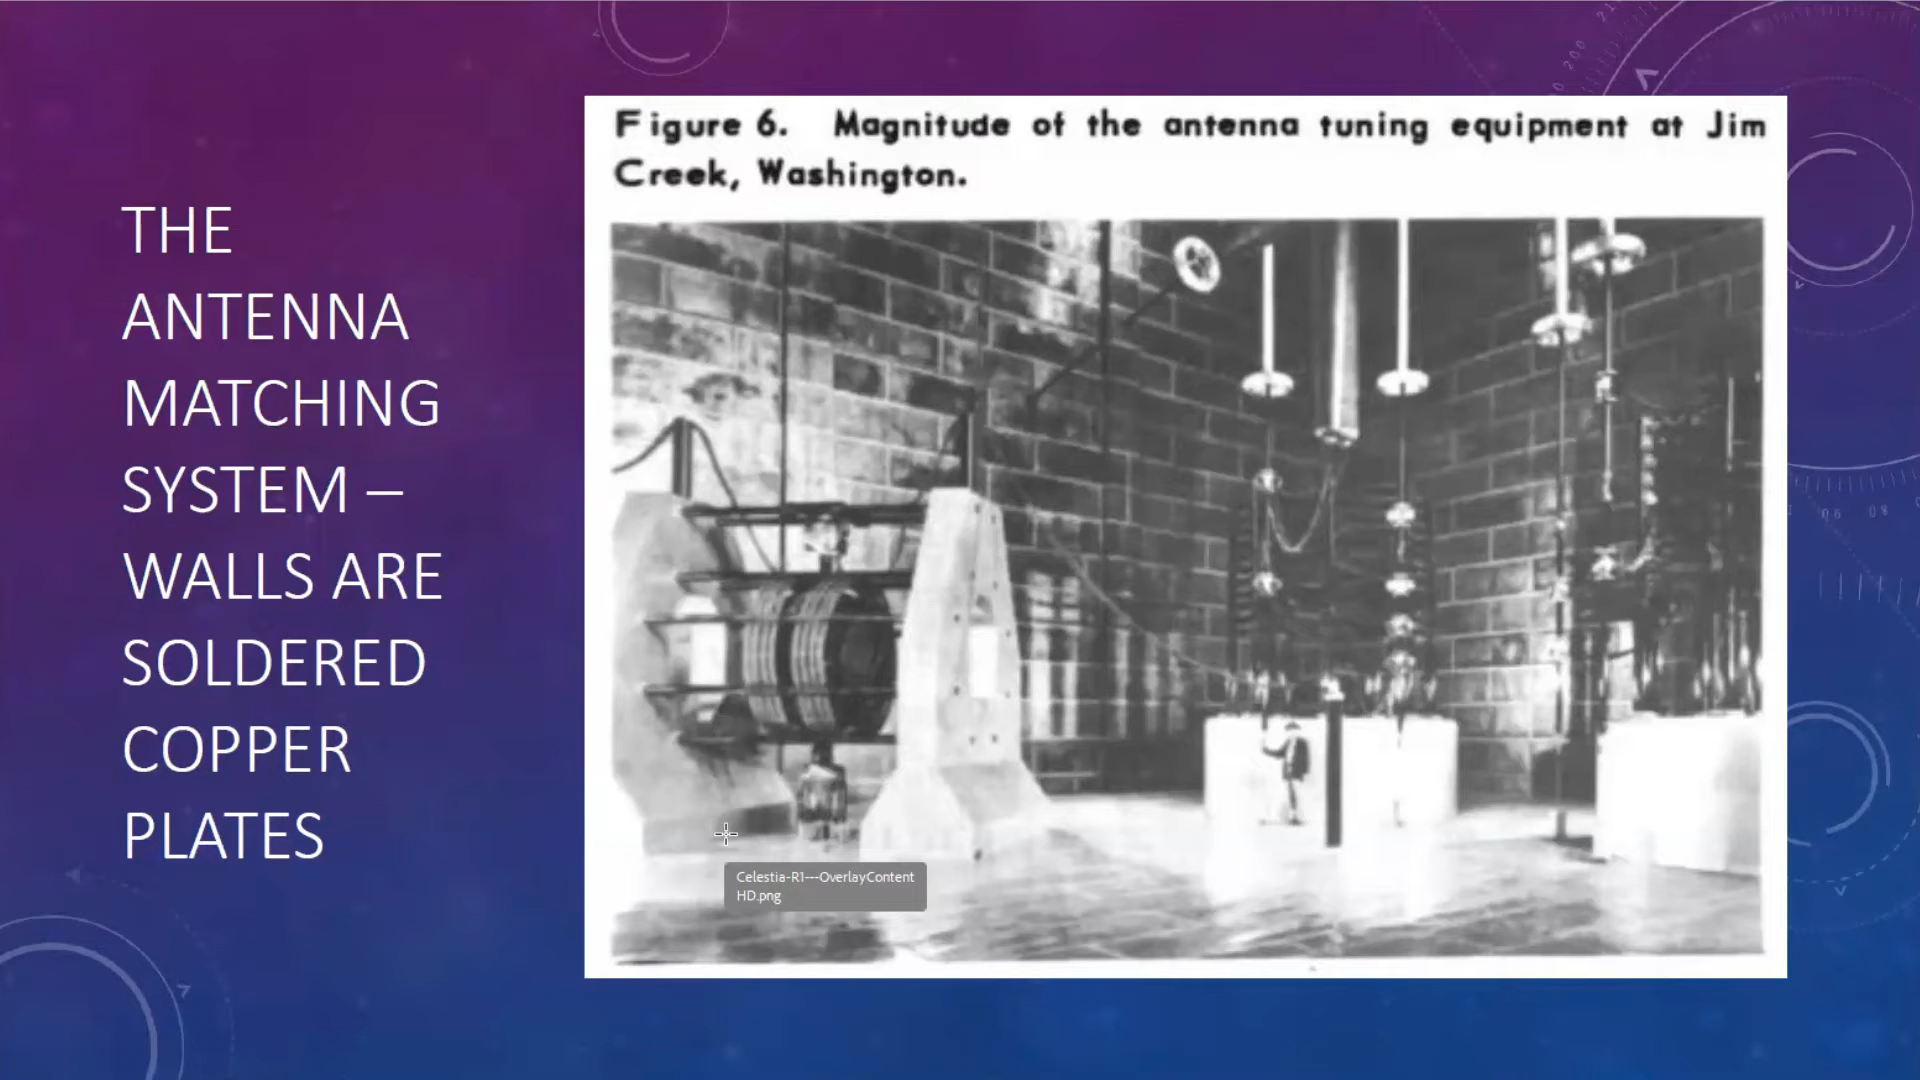 THE
ANTENNA
MATCHING
SYSTEM –
WALLS ARE
SOLDERED
COPPER
PLATES
Figure 6. Magnitude of the antenna tuning equipment at Jim
Creek, Washington.
Celestia-R1---OverlayContent
HD.png